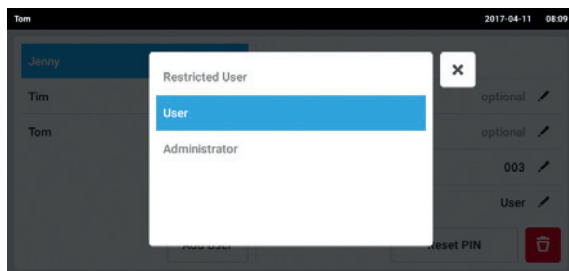 Tom 2017-04-11 08:09
Jenny
Restricted User
Tim optional
User
Tom optional
Administrator
003
User
Add User Reset PIN